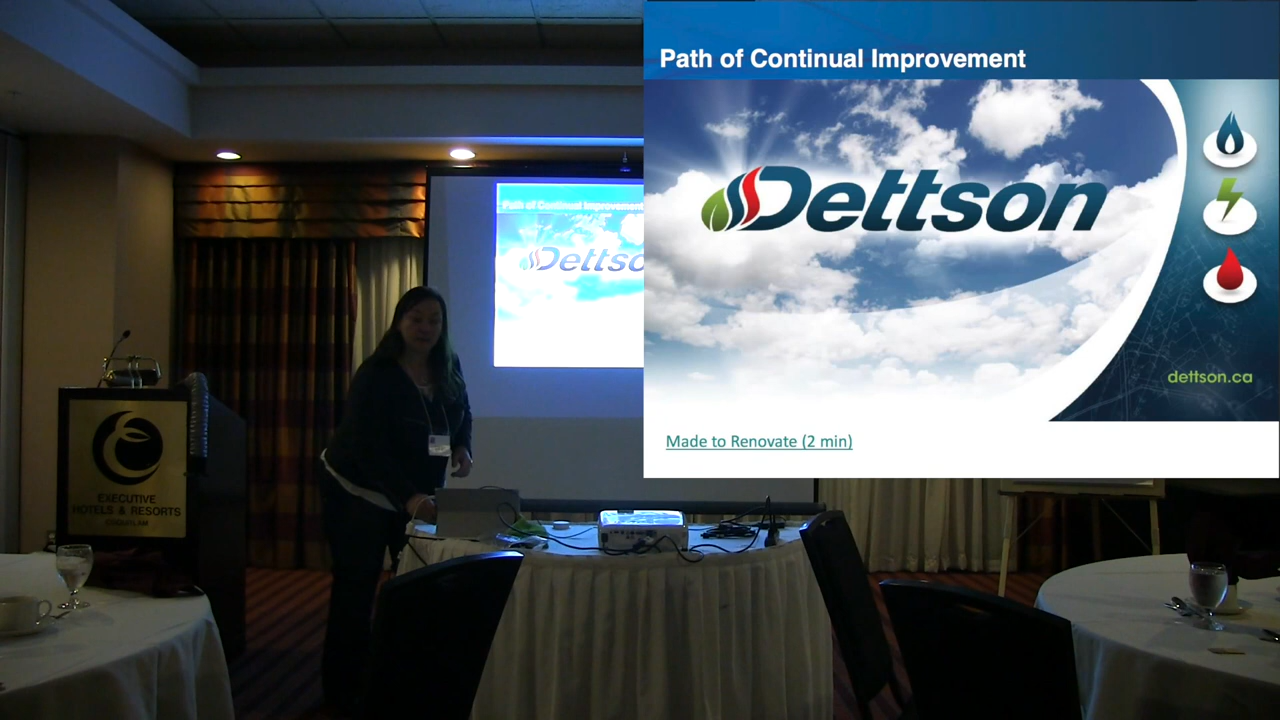 Path of Continual Improvement
Dettson
dettson.ca
Made to Renovate (2 min)
Path of Continual Improvement
Dettso
EXECUTIVE
HOTELS & RESORTS
COQUITLAM